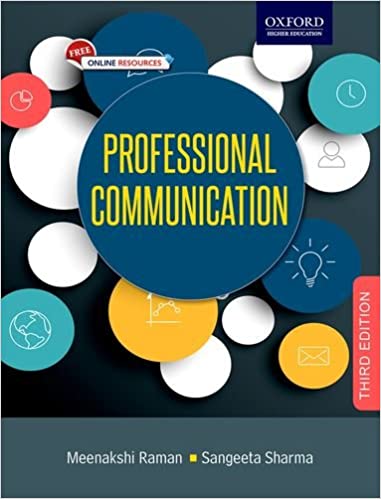 OXFORD
HIGHER EDUCATION
FREE
ONLINE RESOURCES
PROFESSIONAL
COMMUNICATION
THIRD EDITION
Meenakshi Raman ■ Sangeeta Sharma